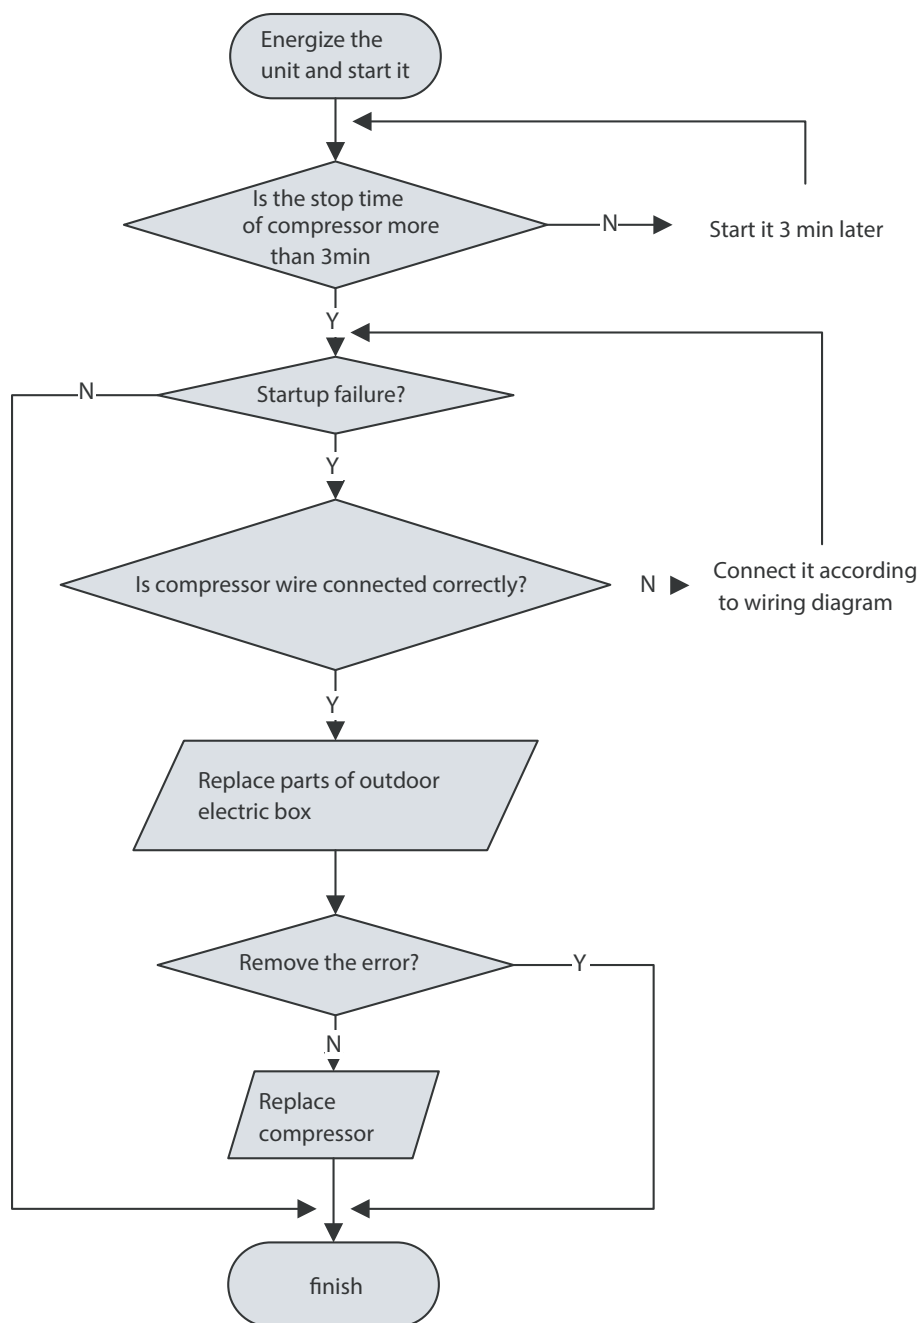 Energize the
unit and start it
Is the stop time
of compressor more
than 3min
N
Start it 3 min later
Y
N
Startup failure?
Y
Is compressor wire connected correctly?
N
Connect it according
to wiring diagram
Y
Replace parts of outdoor
electric box
Remove the error?
Y
N
Replace
compressor
finish